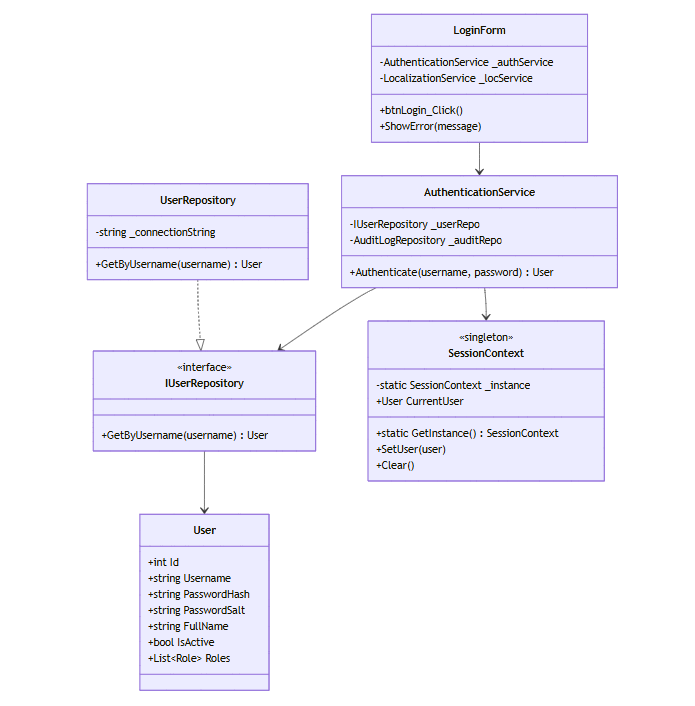 LoginForm
-AuthenticationService _authService
-LocalizationService _locService
+btnLogin_Click()
+ShowError(message)
UserRepository
-string _connectionString
+GetByUsername(username) : User
AuthenticationService
-IUserRepository _userRepo
-AuditLogRepository _auditRepo
+Authenticate(username, password) : User
«interface»
IUserRepository
+GetByUsername(username) : User
«singleton»
SessionContext
-static SessionContext _instance
+User CurrentUser
+static GetInstance() : SessionContext
+SetUser(user)
+Clear()
User
+int Id
+string Username
+string PasswordHash
+string PasswordSalt
+string FullName
+bool IsActive
+List<Role> Roles